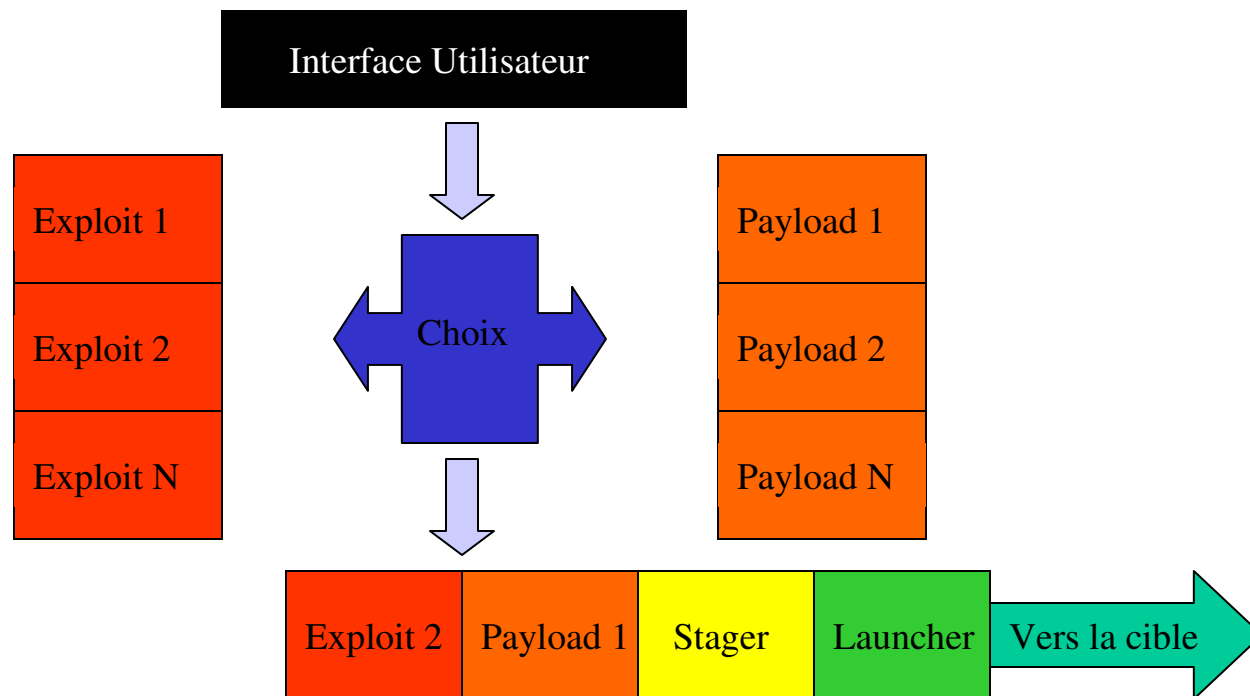 Interface Utilisateur
Exploit 1
Exploit 2
Exploit N
Choix
Payload 1
Payload 2
Payload N
Exploit 2
Payload 1
Stager
Launcher
Vers la cible